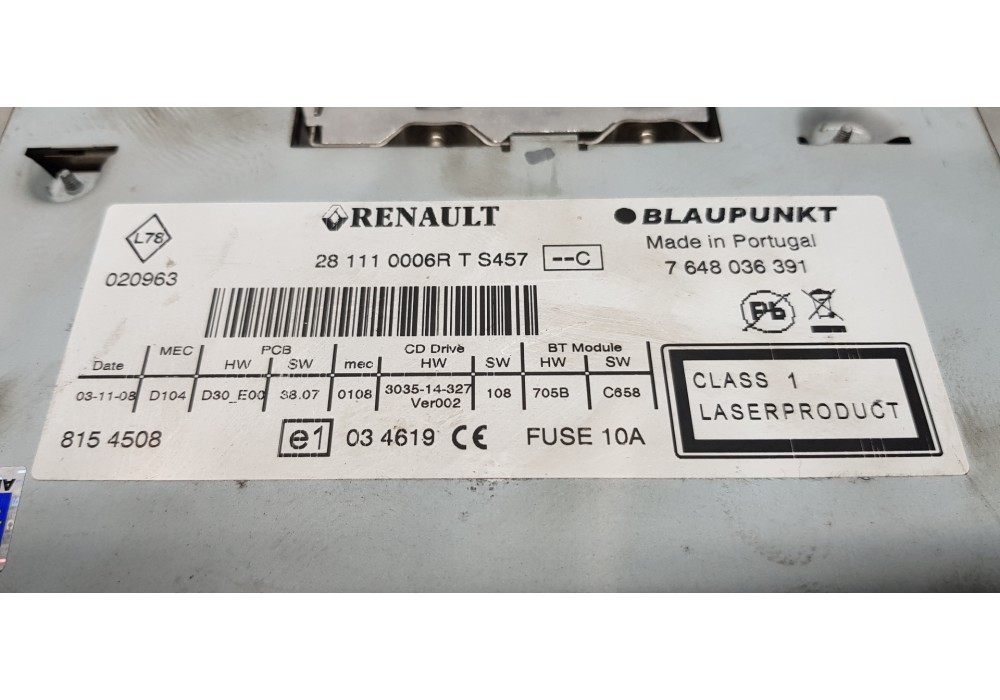 RENAULT
BLAUPUNKT
L78
020963
28 111 0006R T S457 --C
Made in Portugal
7 648 036 391
Pb
MEC PCB CD Drive BT Module
Date HW SW mec HW SW HW SW
03-11-08 D104 D30_E00 38.07 0108 3035-14-327 108 705B C658
Ver002
CLASS 1
LASERPRODUCT
815 4508 e1 03 4619 CE FUSE 10A